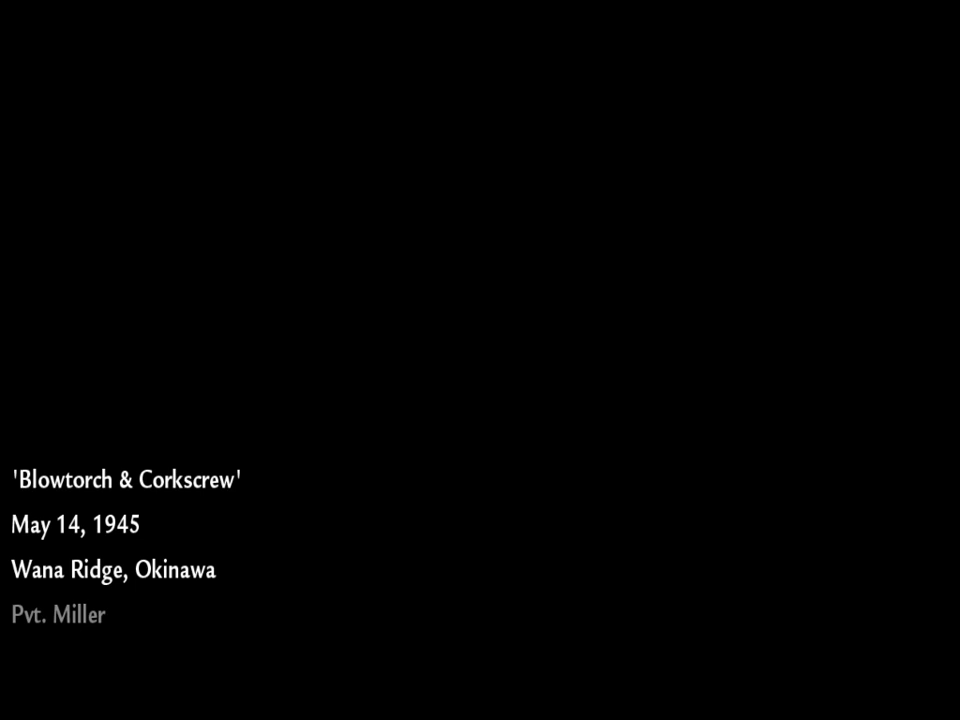 'Blowtorch & Corkscrew'
May 14, 1945
Wana Ridge, Okinawa
Pvt. Miller